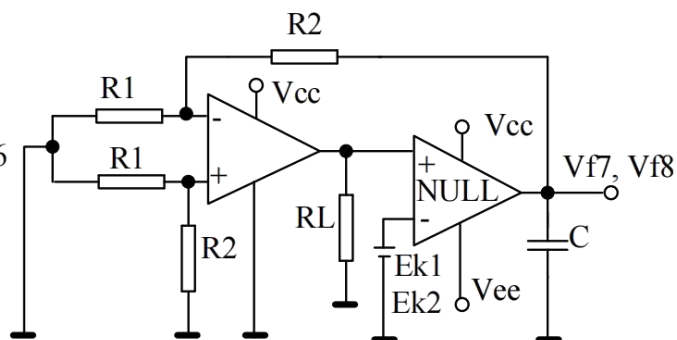 R2
R1
Vcc
-
6
R1
+
Vcc
+
NULL
-
Vf7, Vf8
RL
R2
C
Ek1
Ek2
Vee